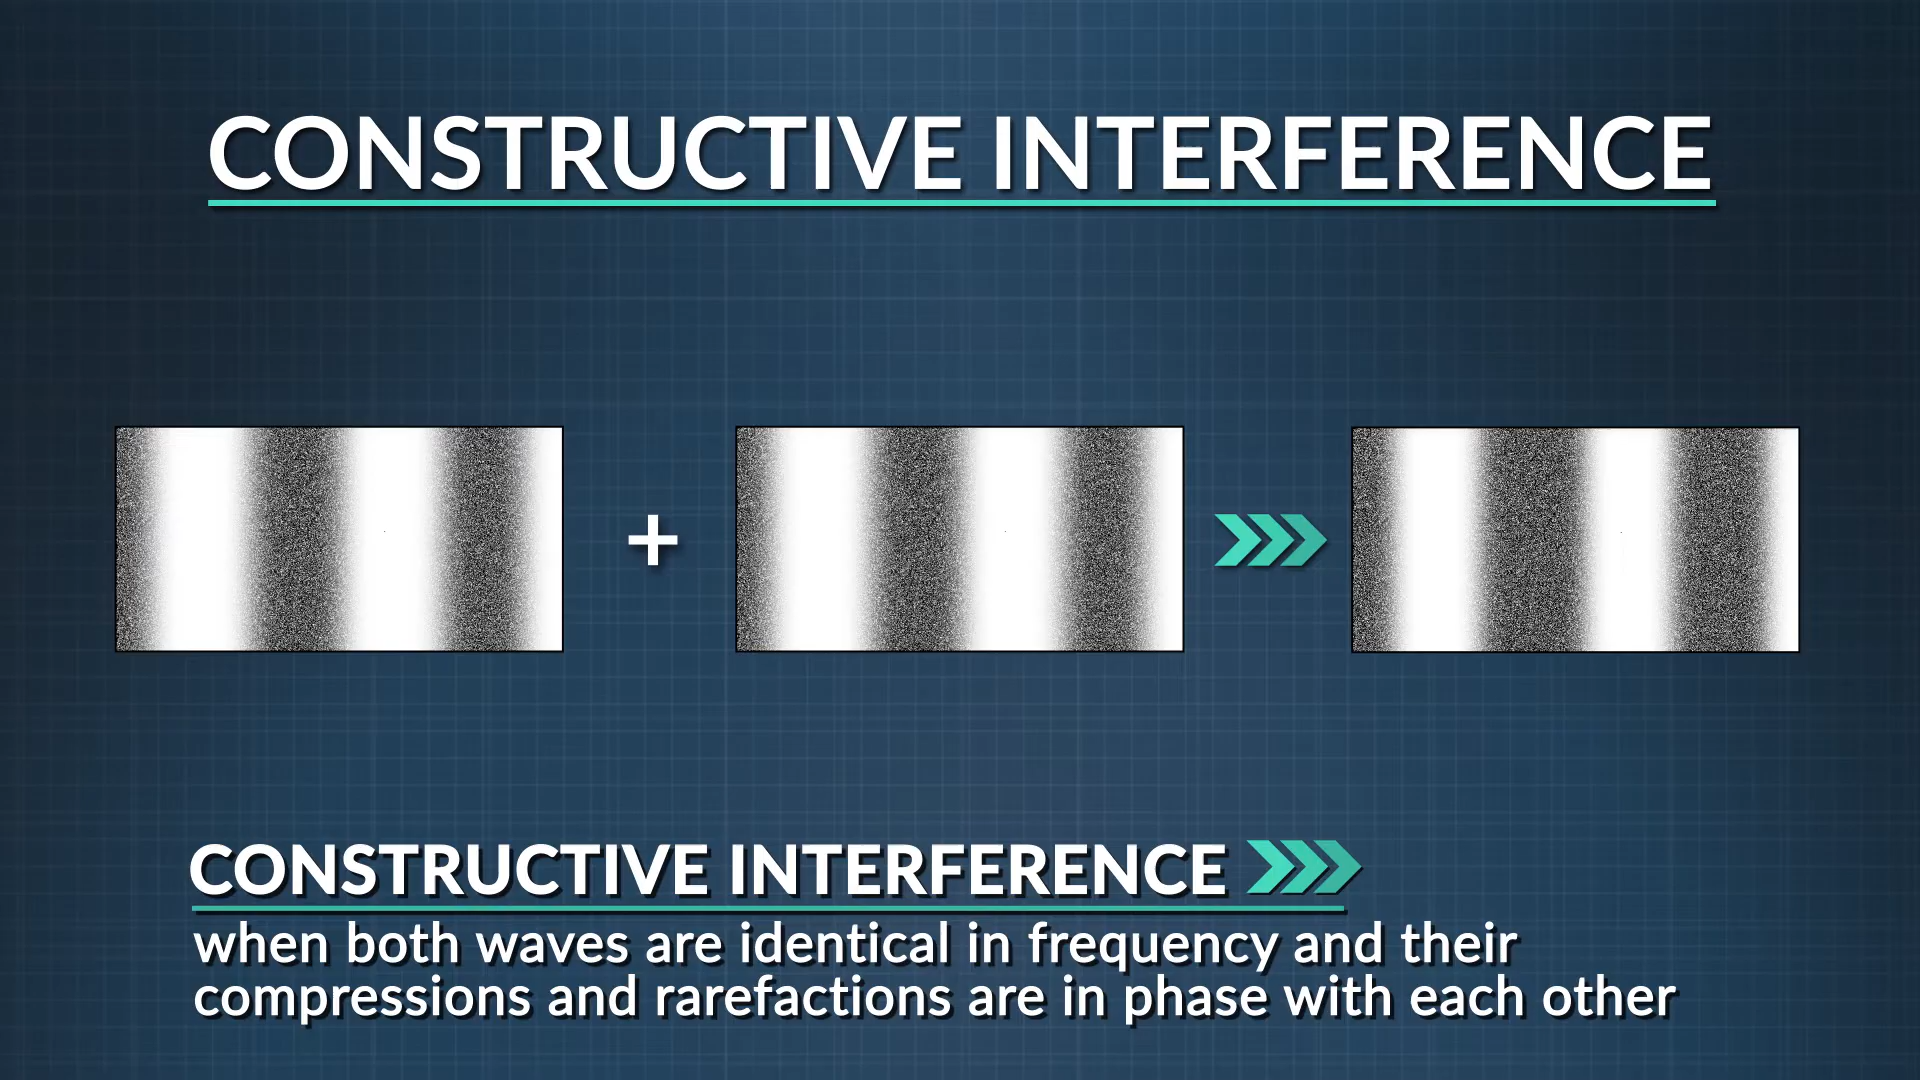 CONSTRUCTIVE INTERFERENCE
+
CONSTRUCTIVE INTERFERENCE
when both waves are identical in frequency and their
compressions and rarefactions are in phase with each other